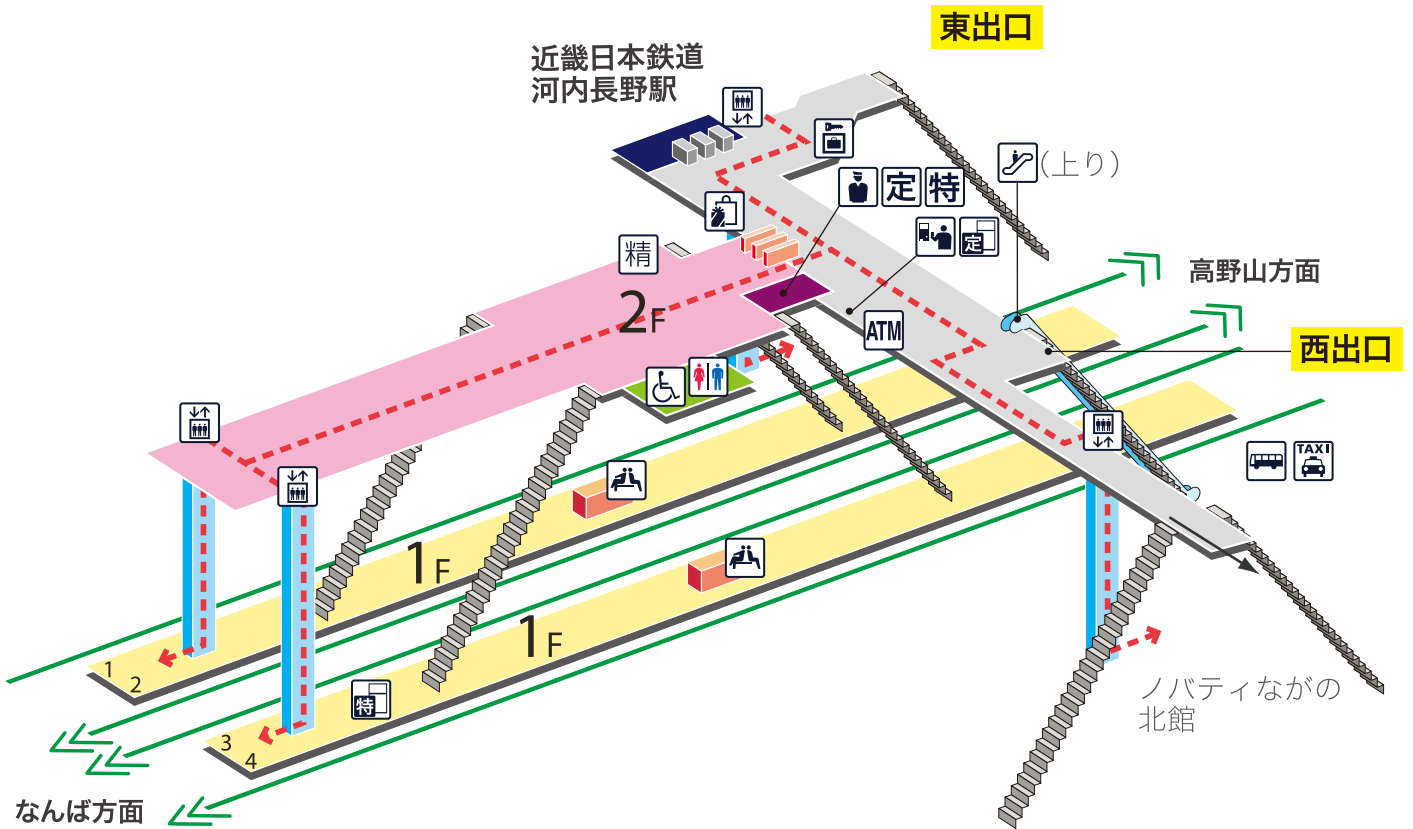 東出口
近畿日本鉄道
河内長野駅
(上り)
定
特
定
精
2F
ATM
高野山方面
西出口
TAXI
1F
1F
1
2
特
3
4
ノバティながの
北館
なんば方面